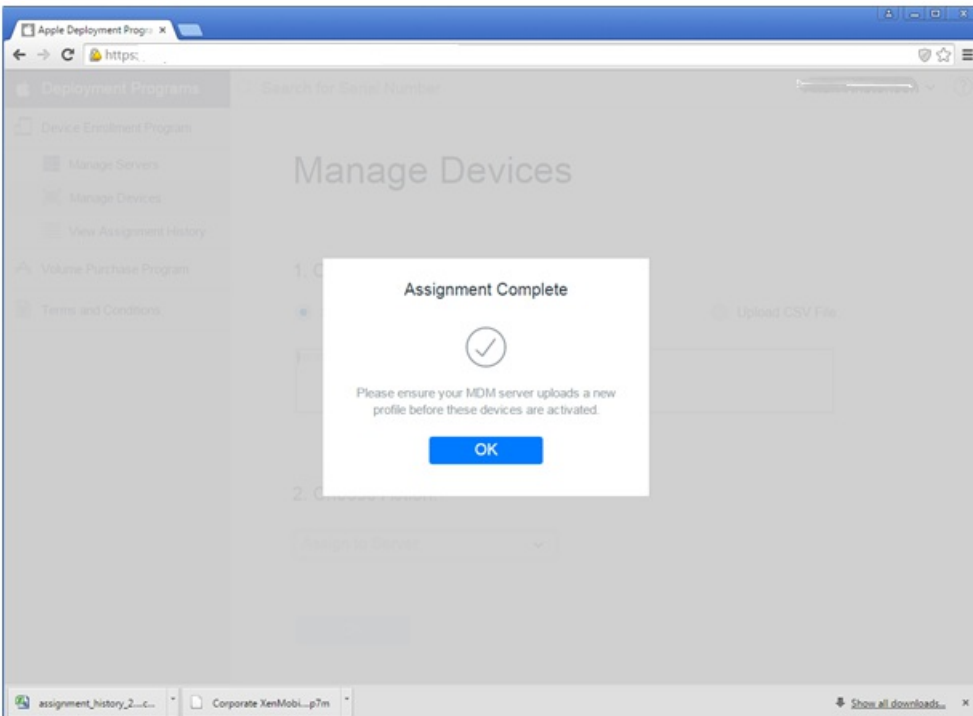 Apple Deployment Progra
https:
Deployment Programs
Search for Serial Number
Device Enrollment Program
Manage Servers
Manage Devices
View Assignment History
Volume Purchase Program
Terms and Conditions
Manage Devices
1. C
Upload CSV File
Assignment Complete
Please ensure your MDM server uploads a new
profile before these devices are activated.
OK
2. Choose Action:
Assign to Server
assignment_history_2....c...
Corporate XenMobi....p7m
Show all downloads...